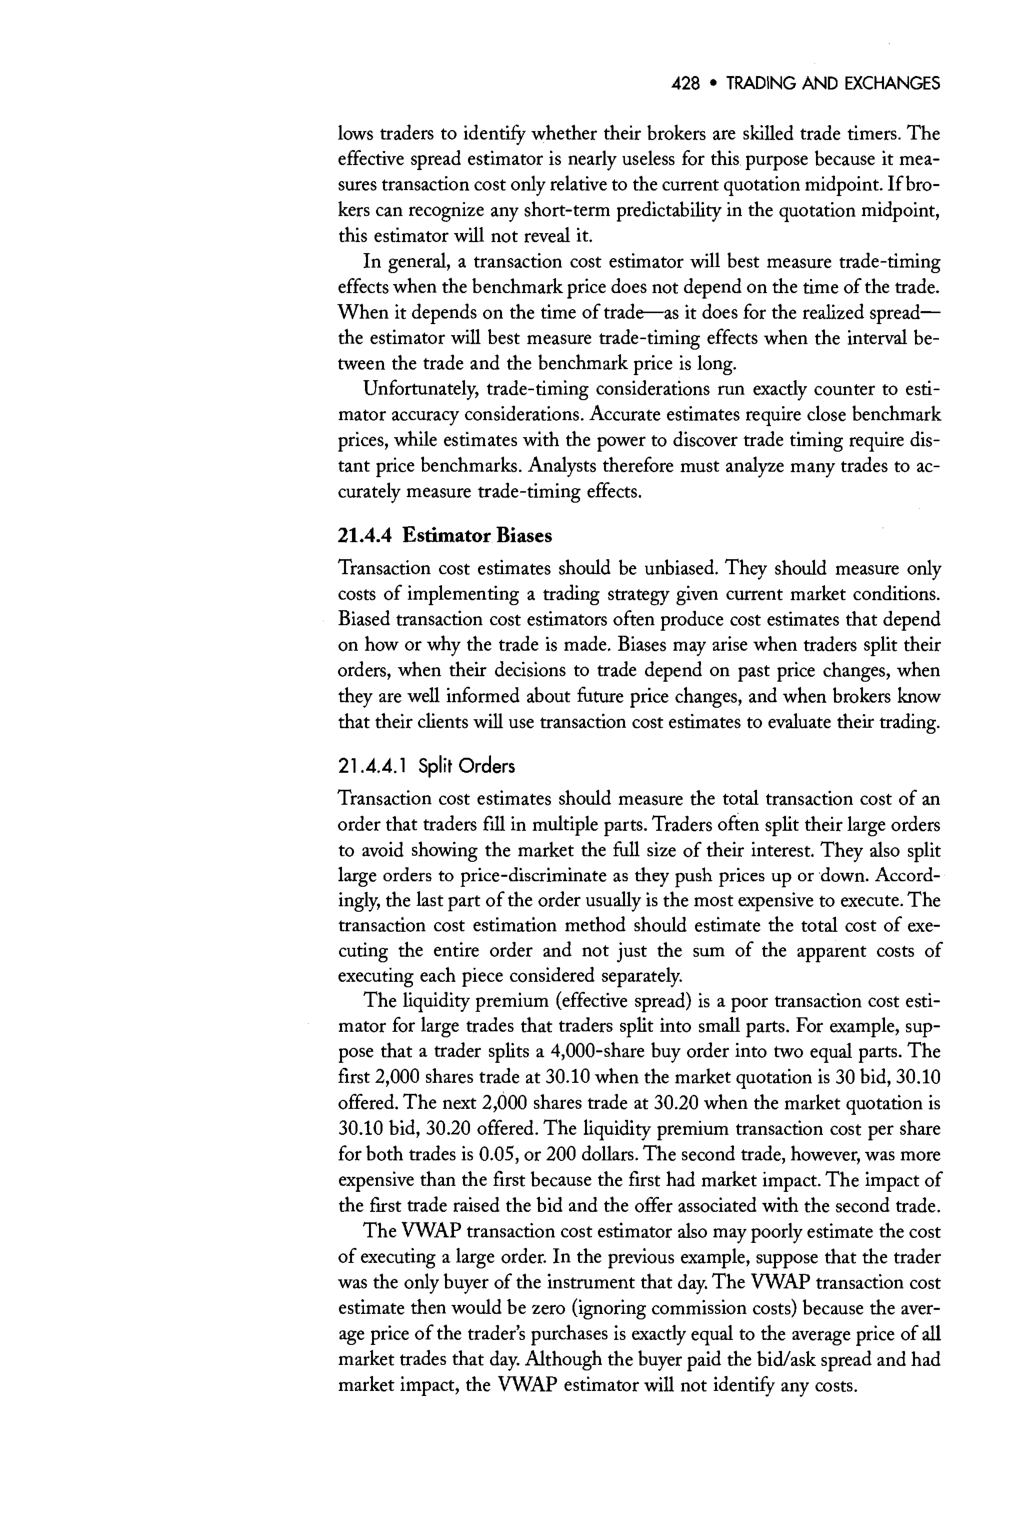 428 • TRADING AND EXCHANGES
lows traders to identify whether their brokers are skilled trade timers. The
effective spread estimator is nearly useless for this purpose because it mea-
sures transaction cost only relative to the current quotation midpoint. If bro-
kers can recognize any short-term predictability in the quotation midpoint,
this estimator will not reveal it.
In general, a transaction cost estimator will best measure trade-timing
effects when the benchmark price does not depend on the time of the trade.
When it depends on the time of trade—as it does for the realized spread—
the estimator will best measure trade-timing effects when the interval be-
tween the trade and the benchmark price is long.
Unfortunately, trade-timing considerations run exactly counter to esti-
mator accuracy considerations. Accurate estimates require close benchmark
prices, while estimates with the power to discover trade timing require dis-
tant price benchmarks. Analysts therefore must analyze many trades to ac-
curately measure trade-timing effects.
21.4.4 Estimator Biases
Transaction cost estimates should be unbiased. They should measure only
costs of implementing a trading strategy given current market conditions.
Biased transaction cost estimators often produce cost estimates that depend
on how or why the trade is made. Biases may arise when traders split their
orders, when their decisions to trade depend on past price changes, when
they are well informed about future price changes, and when brokers know
that their clients will use transaction cost estimates to evaluate their trading.
21.4.4.1 Split Orders
Transaction cost estimates should measure the total transaction cost of an
order that traders fill in multiple parts. Traders often split their large orders
to avoid showing the market the full size of their interest. They also split
large orders to price-discriminate as they push prices up or down. Accord-
ingly, the last part of the order usually is the most expensive to execute. The
transaction cost estimation method should estimate the total cost of exe-
cuting the entire order and not just the sum of the apparent costs of
executing each piece considered separately.
The liquidity premium (effective spread) is a poor transaction cost esti-
mator for large trades that traders split into small parts. For example, sup-
pose that a trader splits a 4,000-share buy order into two equal parts. The
first 2,000 shares trade at 30.10 when the market quotation is 30 bid, 30.10
offered. The next 2,000 shares trade at 30.20 when the market quotation is
30.10 bid, 30.20 offered. The liquidity premium transaction cost per share
for both trades is 0.05, or 200 dollars. The second trade, however, was more
expensive than the first because the first had market impact. The impact of
the first trade raised the bid and the offer associated with the second trade.
The VWAP transaction cost estimator also may poorly estimate the cost
of executing a large order. In the previous example, suppose that the trader
was the only buyer of the instrument that day. The VWAP transaction cost
estimate then would be zero (ignoring commission costs) because the aver-
age price of the trader's purchases is exactly equal to the average price of all
market trades that day. Although the buyer paid the bid/ask spread and had
market impact, the VWAP estimator will not identify any costs.